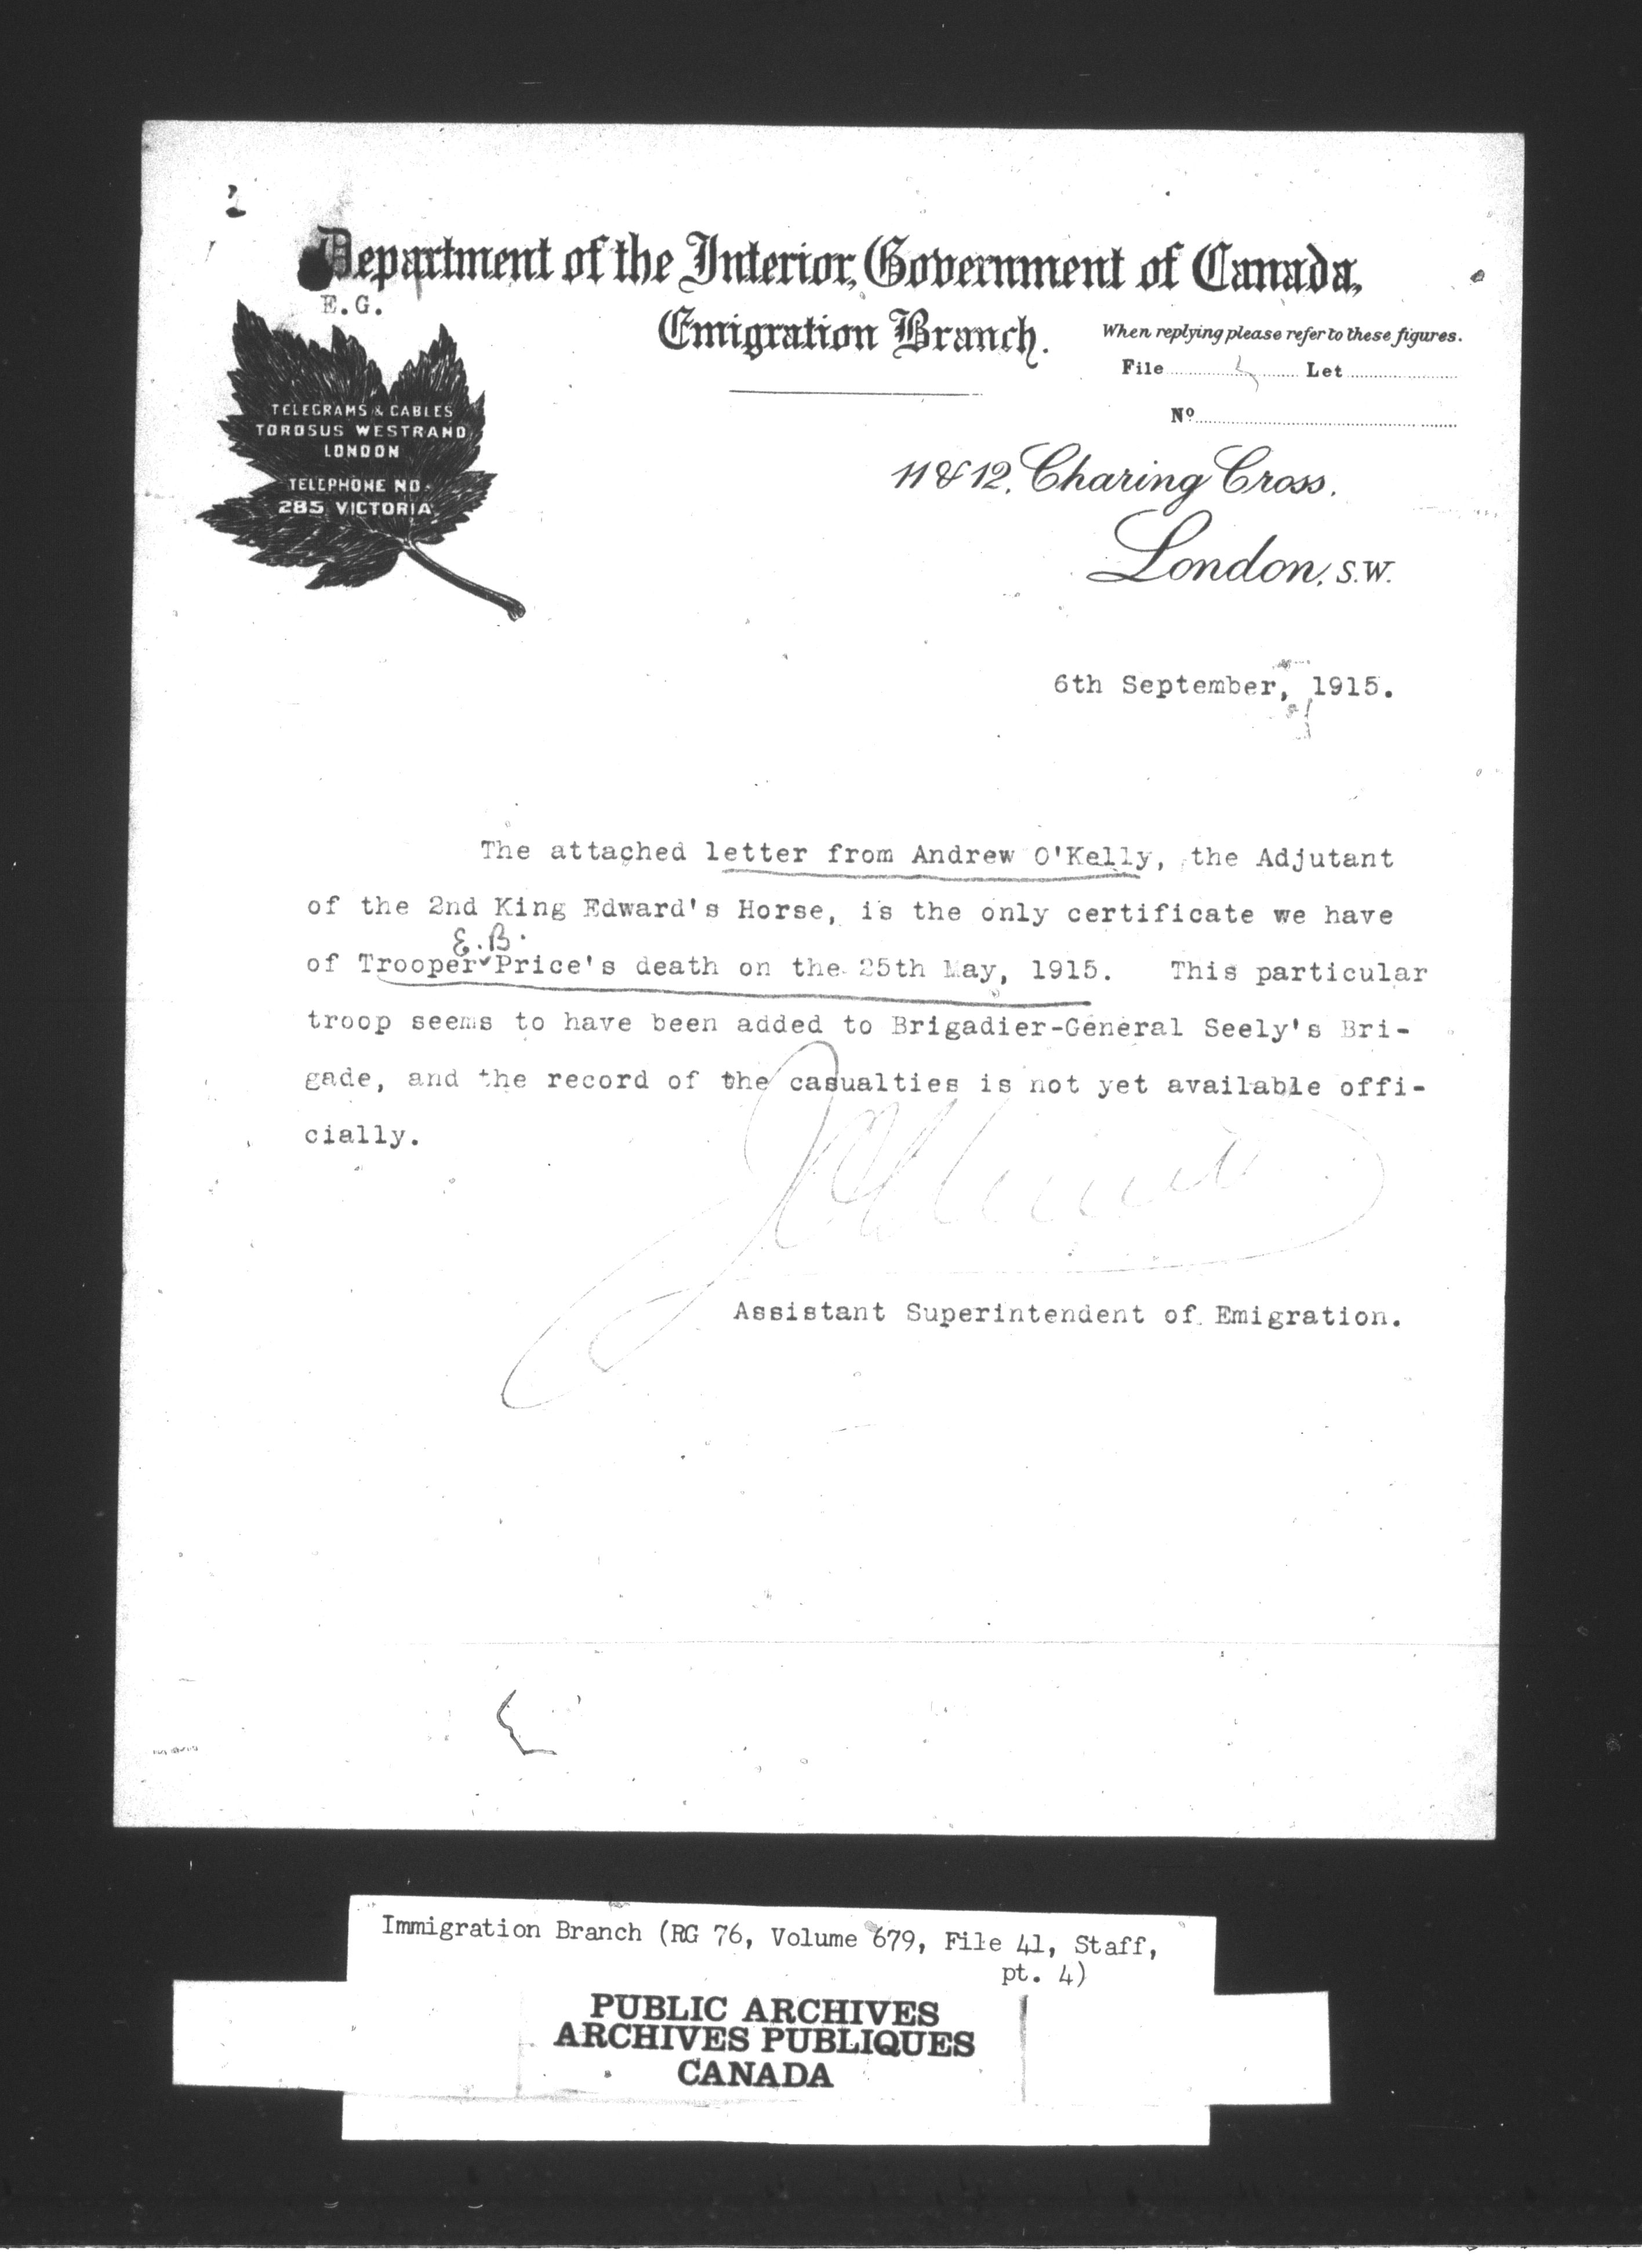 Department of the Interior, Government of Canada,
E.G.
Emigration Branch.
When replying please refer to these figures.
File Let
Nº
TELEGRAMS & CABLES
TOROSUS WESTRAND
LONDON
TELEPHONE NO.
285 VICTORIA.
11 & 12, Charing Cross.
London, S.W.
6th September, 1915.
The attached letter from Andrew O'Kelly, the Adjutant
of the 2nd King Edward's Horse, is the only certificate we have
E.B.
of Trooper Price's death on the 25th May, 1915. This particular
troop seems to have been added to Brigadier-General Seely's Bri-
gade, and the record of the casualties is not yet available offi-
cially.
Assistant Superintendent of Emigration.
Immigration Branch (RG 76, Volume 679, File 41, Staff,
pt. 4)
PUBLIC ARCHIVES
ARCHIVES PUBLIQUES
CANADA